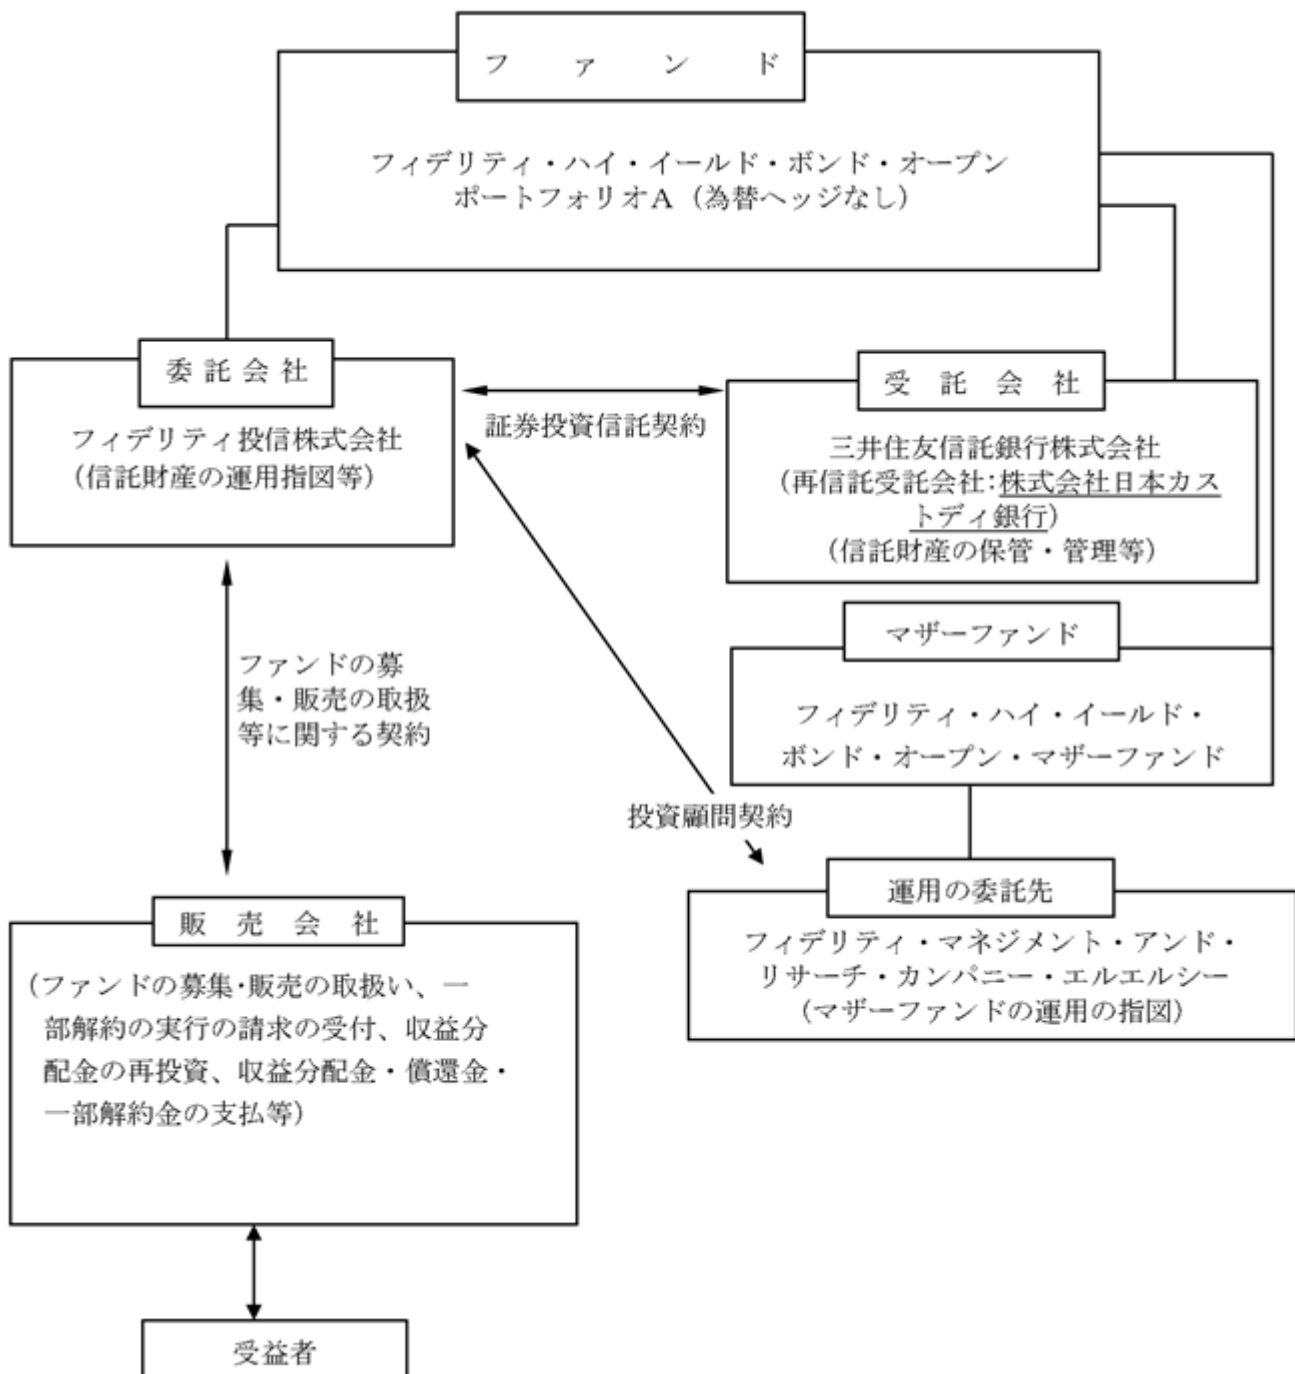 ファンド
フィデリティ・ハイ・イールド・ボンド・オープン
ポートフォリオA（為替ヘッジなし）
委託会社
フィデリティ投信株式会社
（信託財産の運用指図等）
証券投資信託契約
受託会社
三井住友信託銀行株式会社
（再信託受託会社：株式会社日本カス
トディ銀行）
（信託財産の保管・管理等）
マザーファンド
フィデリティ・ハイ・イールド・
ボンド・オープン・マザーファンド
ファンドの募
集・販売の取扱
等に関する契約
投資顧問契約
運用の委託先
フィデリティ・マネジメント・アンド・
リサーチ・カンパニー・エルエルシー
（マザーファンドの運用の指図）
販売会社
（ファンドの募集・販売の取扱い、一
部解約の実行の請求の受付、収益分
配金の再投資、収益分配金・償還金・
一部解約金の支払等）
受益者